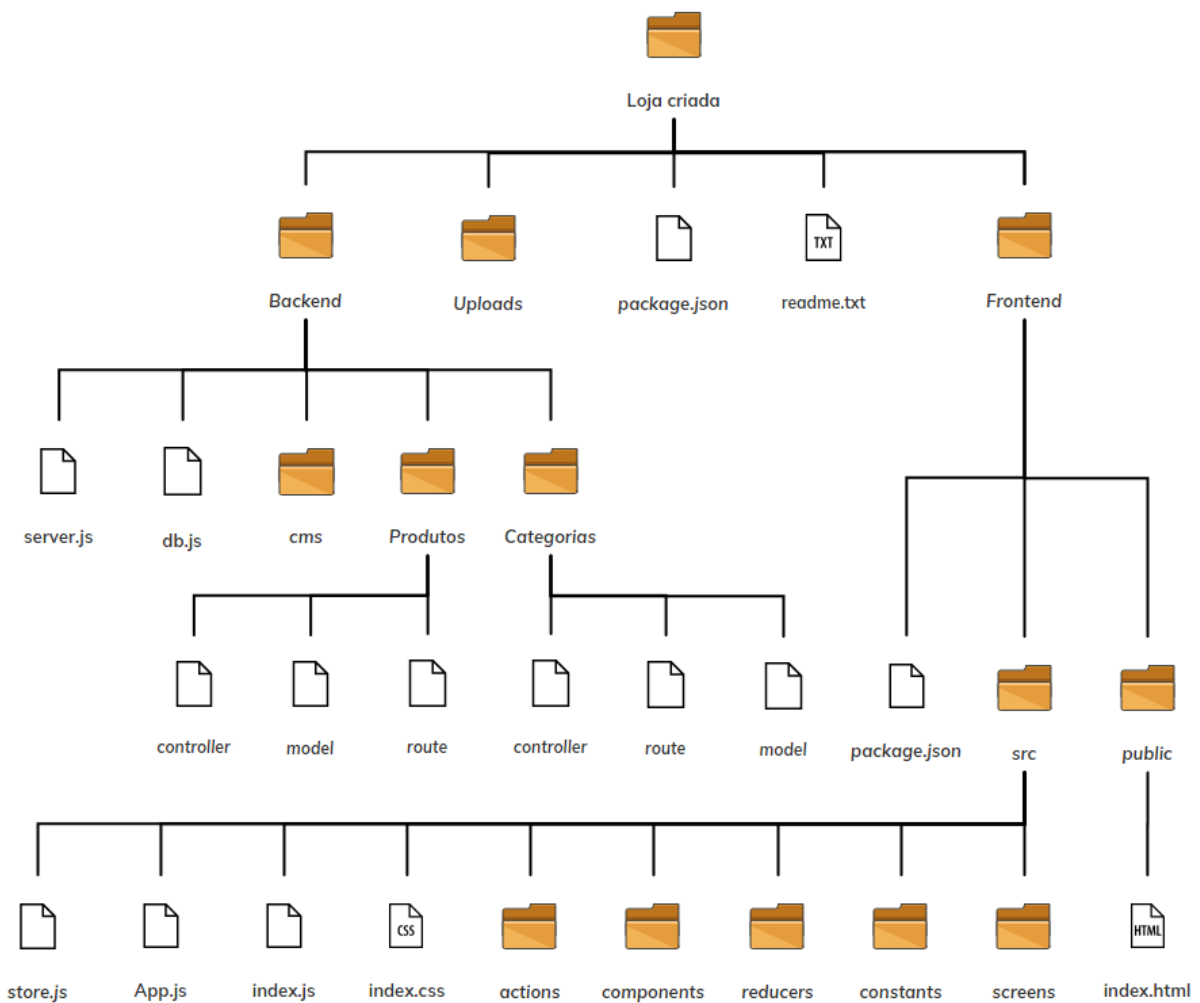 Loja criada
Backend
Uploads
package.json
TXT
readme.txt
Frontend
server.js
db.js
cms
Produtos
Categorias
controller
model
route
controller
route
model
package.json
src
public
CSS
HTML
store.js
App.js
index.js
index.css
actions
components
reducers
constants
screens
index.html